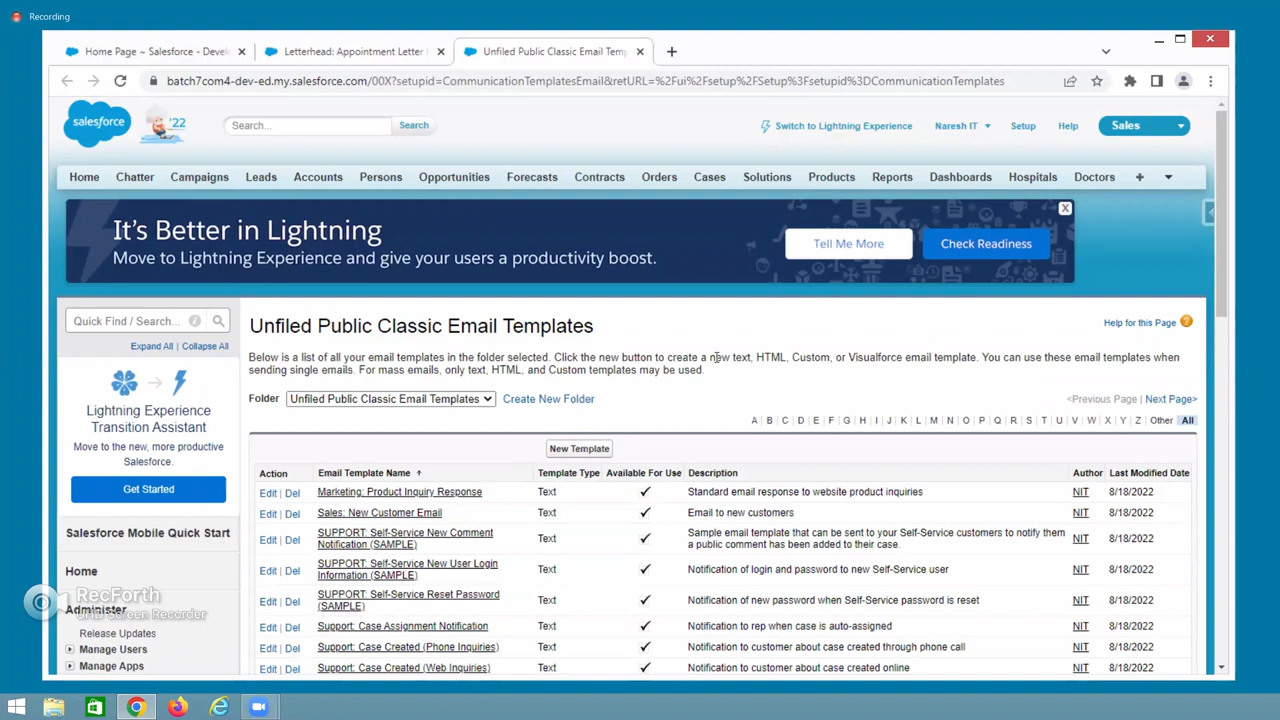 Recording
Home Page ~ Salesforce - Devel
Letterhead: Appointment Letter
Unfiled Public Classic Email Temp
batch7com4-dev-ed.my.salesforce.com/00X?setupid=CommunicationTemplatesEmail&retURL=%2Fui%2Fsetup%2FSetup%3Fsetupid%3DCommunicationTemplates
salesforce
'22
Search...
Search
Switch to Lightning Experience
Naresh IT
Setup
Help
Sales
Home Chatter Campaigns Leads Accounts Persons Opportunities Forecasts Contracts Orders Cases Solutions Products Reports Dashboards Hospitals Doctors +
It's Better in Lightning
Move to Lightning Experience and give your users a productivity boost.
Tell Me More
Check Readiness
X
Quick Find / Search...
Expand All | Collapse All
Lightning Experience
Transition Assistant
Move to the new, more productive
Salesforce.
Get Started
Salesforce Mobile Quick Start
Home
Administer
Release Updates
Manage Users
Manage Apps
RecForth
UHD Screen Recorder
Unfiled Public Classic Email Templates
Help for this Page
Below is a list of all your email templates in the folder selected. Click the new button to create a new text, HTML, Custom, or Visualforce email template. You can use these email templates when
sending single emails. For mass emails, only text, HTML, and Custom templates may be used.
Folder Unfiled Public Classic Email Templates Create New Folder
<Previous Page | Next Page>
A | B | C | D | E | F | G | H | I | J | K | L | M | N | O | P | Q | R | S | T | U | V | W | X | Y | Z | Other All
New Template
Action Email Template Name Template Type Available For Use Description Author Last Modified Date
Edit | Del Marketing: Product Inquiry Response Text ✓ Standard email response to website product inquiries NIT 8/18/2022
Edit | Del Sales: New Customer Email Text ✓ Email to new customers NIT 8/18/2022
Edit | Del SUPPORT: Self-Service New Comment Notification (SAMPLE) Text ✓ Sample email template that can be sent to your Self-Service customers to notify them a public comment has been added to their case. NIT 8/18/2022
Edit | Del SUPPORT: Self-Service New User Login Information (SAMPLE) Text ✓ Notification of login and password to new Self-Service user NIT 8/18/2022
Edit | Del SUPPORT: Self-Service Reset Password (SAMPLE) Text ✓ Notification of new password when Self-Service password is reset NIT 8/18/2022
Edit | Del Support: Case Assignment Notification Text ✓ Notification to rep when case is auto-assigned NIT 8/18/2022
Edit | Del Support: Case Created (Phone Inquiries) Text ✓ Notification to customer about case created through phone call NIT 8/18/2022
Edit | Del Support: Case Created (Web Inquiries) Text ✓ Notification to customer about case created online NIT 8/18/2022